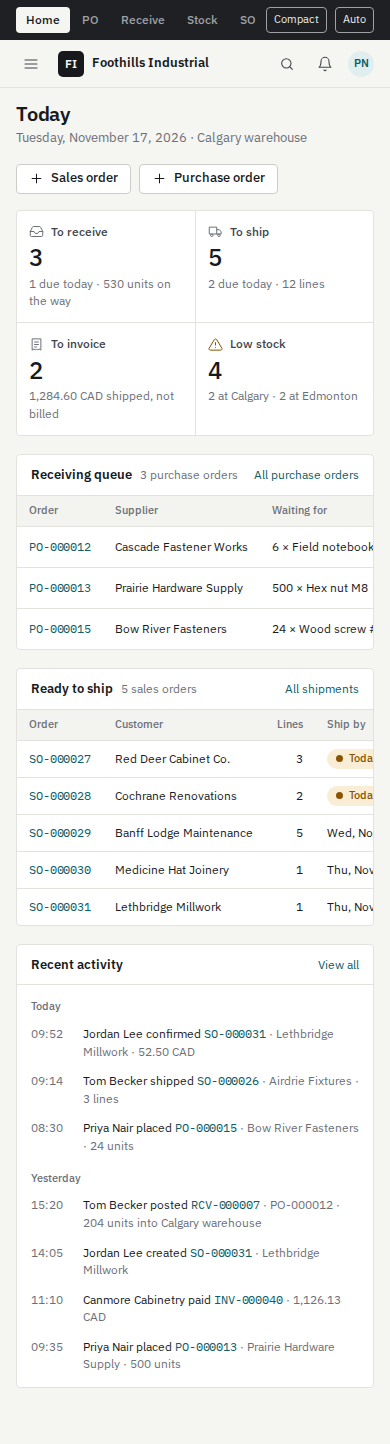 Home PO Receive Stock SO Compact Auto
FI Foothills Industrial PN
Today
Tuesday, November 17, 2026 · Calgary warehouse
Sales order Purchase order
To receive
3
1 due today · 530 units on
the way
To ship
5
2 due today · 12 lines
To invoice
2
1,284.60 CAD shipped, not
billed
Low stock
4
2 at Calgary · 2 at Edmonton
Receiving queue 3 purchase orders All purchase orders
Order Supplier Waiting for
PO-000012 Cascade Fastener Works 6 × Field notebook
PO-000013 Prairie Hardware Supply 500 × Hex nut M8
PO-000015 Bow River Fasteners 24 × Wood screw
Ready to ship 5 sales orders All shipments
Order Customer Lines Ship by
SO-000027 Red Deer Cabinet Co. 3 Toda
SO-000028 Cochrane Renovations 2 Toda
SO-000029 Banff Lodge Maintenance 5 Wed, No
SO-000030 Medicine Hat Joinery 1 Thu, Nov
SO-000031 Lethbridge Millwork 1 Thu, Nov
Recent activity View all
Today
09:52 Jordan Lee confirmed SO-000031 · Lethbridge
Millwork · 52.50 CAD
09:14 Tom Becker shipped SO-000026 · Airdrie Fixtures ·
3 lines
08:30 Priya Nair placed PO-000015 · Bow River Fasteners
· 24 units
Yesterday
15:20 Tom Becker posted RCV-000007 · PO-000012 ·
204 units into Calgary warehouse
14:05 Jordan Lee created SO-000031 · Lethbridge
Millwork
11:10 Canmore Cabinetry paid INV-000040 · 1,126.13
CAD
09:35 Priya Nair placed PO-000013 · Prairie Hardware
Supply · 500 units